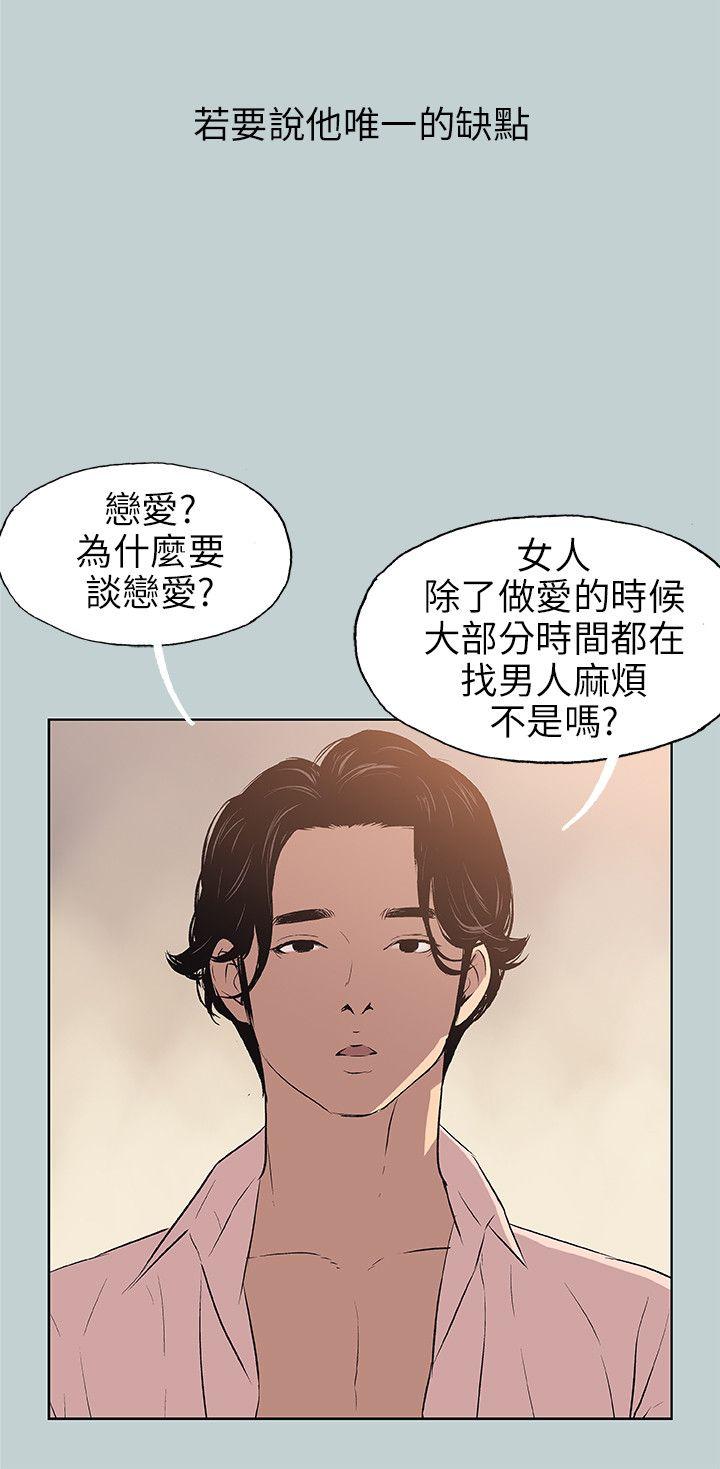 若要說他唯一的缺點
戀愛?
為什麼要
談戀愛?
女人
除了做愛的時候
大部分時間都在
找男人麻煩
不是嗎?